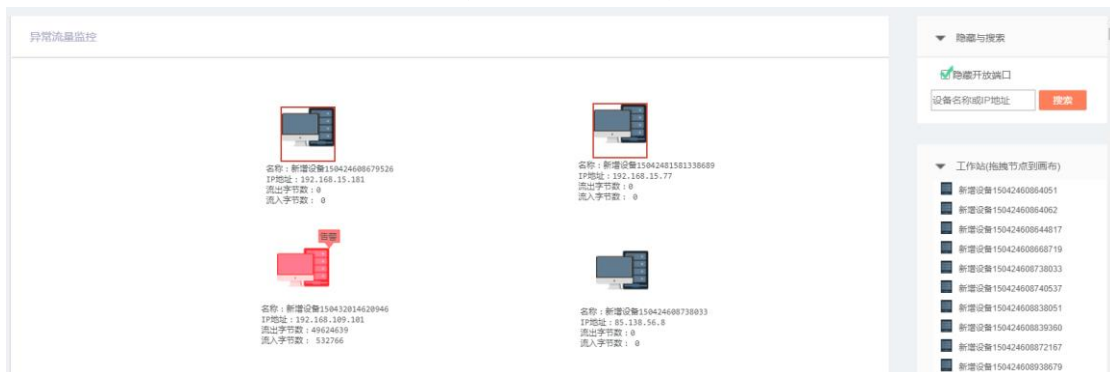 异常流量监控
名称：新增设备150424608679526
IP地址：192.168.15.181
流出字节数：0
流入字节数： 0
名称：新增设备15042481581338689
IP地址：192.168.15.77
流出字节数：0
流入字节数： 0
告警
名称：新增设备150432014620946
IP地址：192.168.109.101
流出字节数：49624639
流入字节数： 532766
名称：新增设备150424608738033
IP地址：85.138.56.8
流出字节数：0
流入字节数： 0
隐藏与搜索
隐藏开放端口
设备名称或IP地址 搜索
工作站(拖拽节点到画布)
新增设备15042460864051
新增设备15042460864062
新增设备150424608644817
新增设备150424608668719
新增设备150424608738033
新增设备150424608740537
新增设备150424608838051
新增设备150424608839360
新增设备150424608872167
新增设备150424608938679